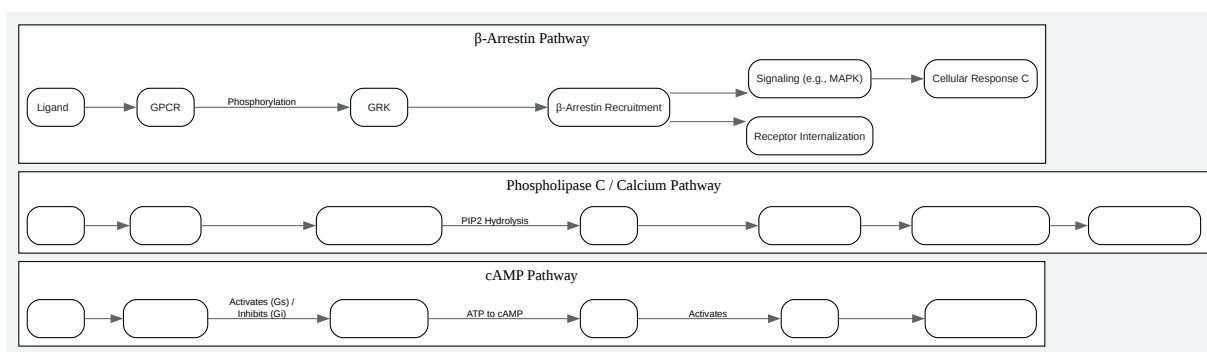 β-Arrestin Pathway
Ligand
GPCR
Phosphorylation
GRK
β-Arrestin Recruitment
Signaling (e.g., MAPK)
Cellular Response C
Receptor Internalization
Phospholipase C / Calcium Pathway
PIP2 Hydrolysis
cAMP Pathway
Activates (Gs) /
Inhibits (Gi)
ATP to cAMP
Activates